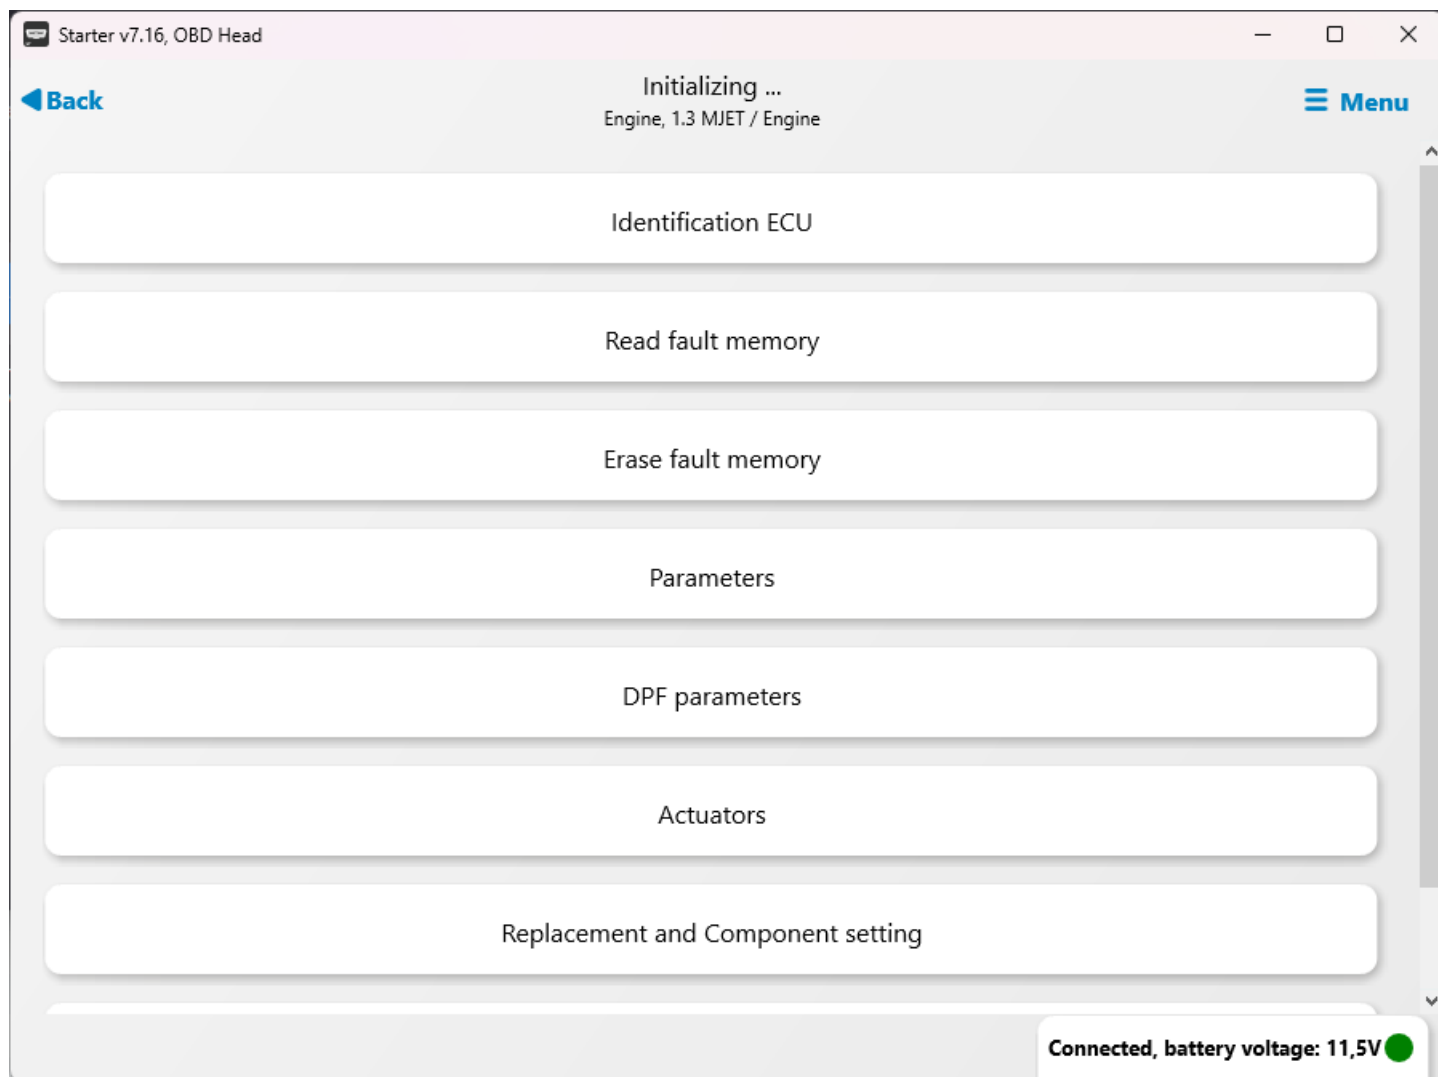 Starter v7.16, OBD Head
Back
Initializing ...
Menu
Engine, 1.3 MJET / Engine
Identification ECU
Read fault memory
Erase fault memory
Parameters
DPF parameters
Actuators
Replacement and Component setting
Connected, battery voltage: 11,5V